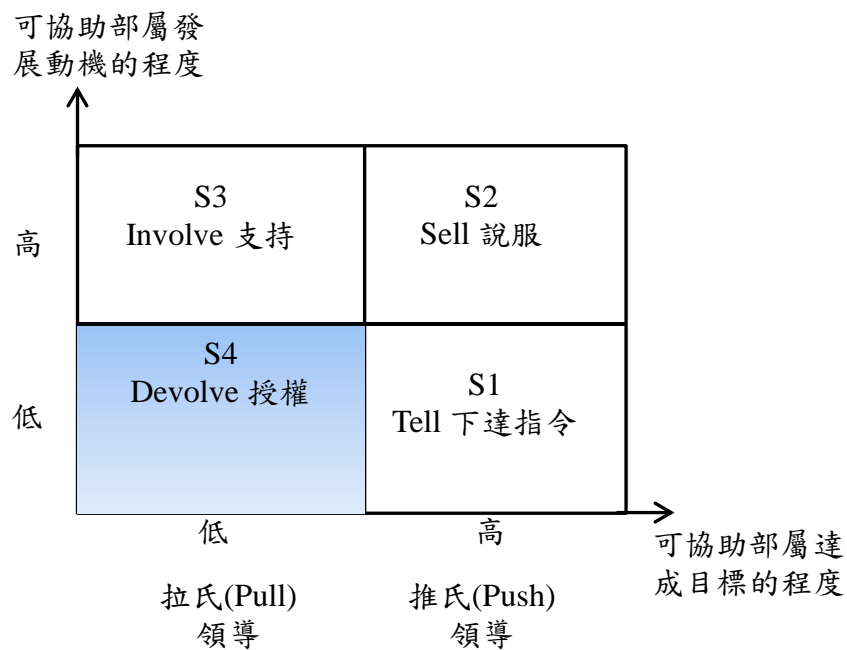 可協助部屬發
展動機的程度
S3
Involve 支持
S2
Sell 說服
高
S4
Devolve 授權
S1
Tell 下達指令
低
低
高
可協助部屬達
成目標的程度
拉氏(Pull)
領導
推氏(Push)
領導